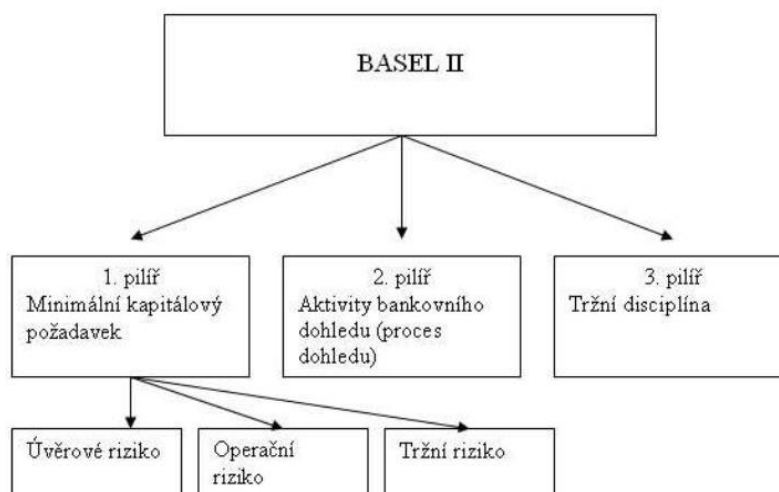 BASEL II
1. pilíř
Minimální kapitálový
požadavek
2. pilíř
Aktivity bankovního
dohledu (proces
dohledu)
3. pilíř
Tržní disciplína
Úvěrové riziko
Operační
riziko
Tržní riziko